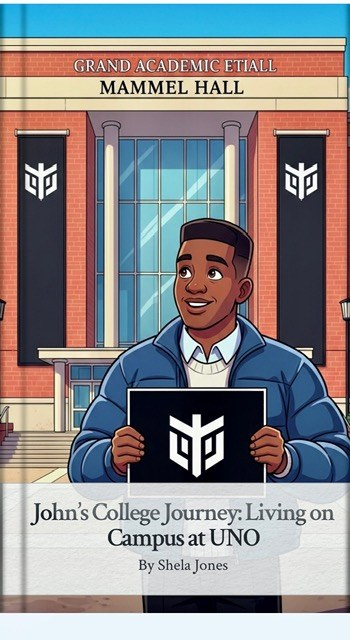 GRAND ACADEMIC ETIALL
MAMMEL HALL
John's College Journey: Living on
Campus at UNO
By Shela Jones